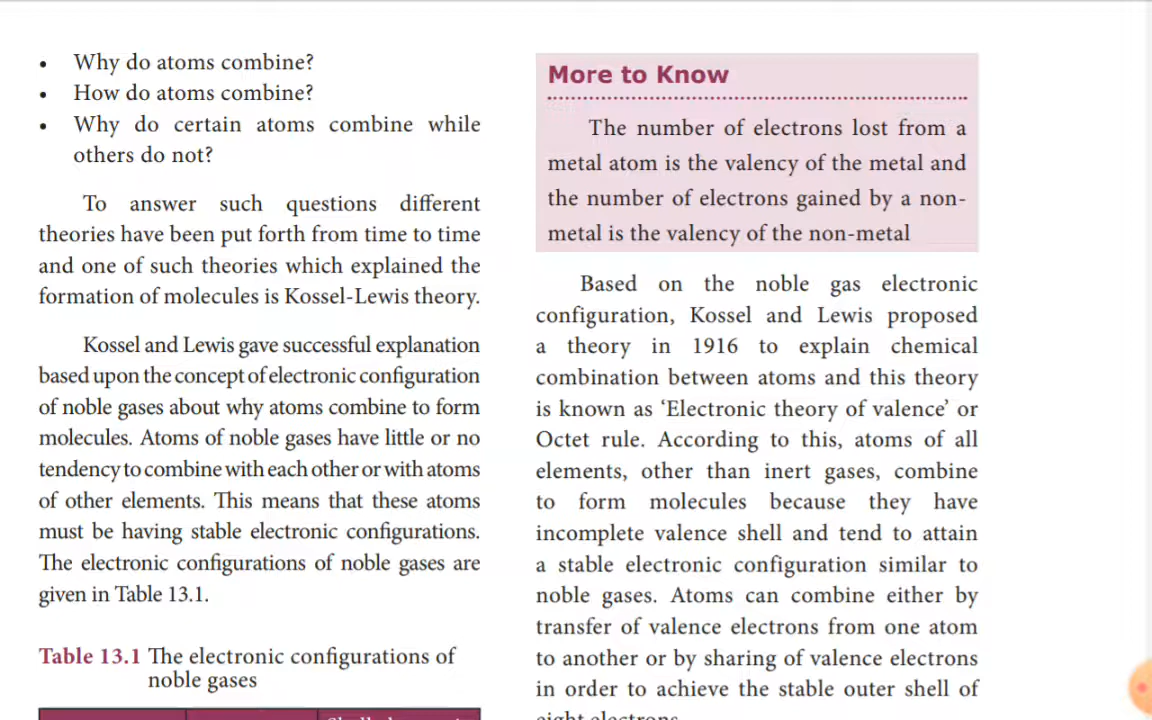 • Why do atoms combine?
• How do atoms combine?
• Why do certain atoms combine while
others do not?
To answer such questions different
theories have been put forth from time to time
and one of such theories which explained the
formation of molecules is Kossel-Lewis theory.
Kossel and Lewis gave successful explanation
based upon the concept of electronic configuration
of noble gases about why atoms combine to form
molecules. Atoms of noble gases have little or no
tendency to combine with each other or with atoms
of other elements. This means that these atoms
must be having stable electronic configurations.
The electronic configurations of noble gases are
given in Table 13.1.
Table 13.1 The electronic configurations of
noble gases
More to Know
The number of electrons lost from a
metal atom is the valency of the metal and
the number of electrons gained by a non-
metal is the valency of the non-metal
Based on the noble gas electronic
configuration, Kossel and Lewis proposed
a theory in 1916 to explain chemical
combination between atoms and this theory
is known as ‘Electronic theory of valence’ or
Octet rule. According to this, atoms of all
elements, other than inert gases, combine
to form molecules because they have
incomplete valence shell and tend to attain
a stable electronic configuration similar to
noble gases. Atoms can combine either by
transfer of valence electrons from one atom
to another or by sharing of valence electrons
in order to achieve the stable outer shell of
eight electrons.